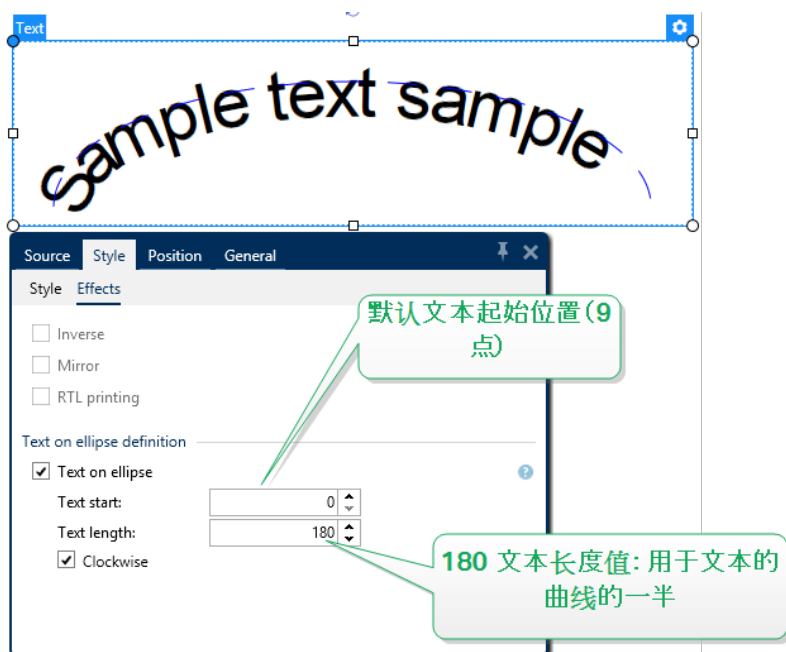 Text
Sample text sample
Source Style Position General
Style Effects
默认文本起始位置(9
点)
Inverse
Mirror
RTL printing
Text on ellipse definition
Text on ellipse
?
Text start:
0
Text length:
180
Clockwise
180 文本长度值:用于文本的
曲线的一半